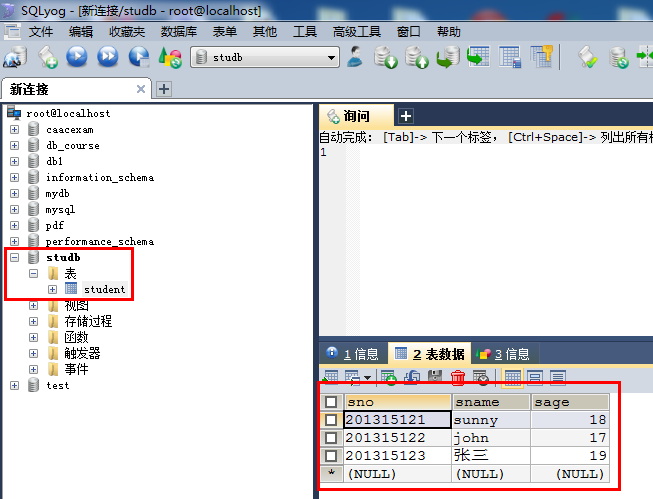 SQLyog - [新连接/studb - root@localhost]
文件 编辑 收藏夹 数据库 表单 其他 工具 高级工具 窗口 帮助
studb
新连接
root@localhost
caacexam
db_course
db1
information_schema
mydb
mysql
pdf
performance_schema
studb
表
student
视图
存储过程
函数
触发器
事件
test
询问
自动完成： [Tab]-> 下一个标签， [Ctrl+Space]-> 列出所有
1
1 信息 2 表数据 3 信息
sno sname sage
201315121 sunny 18
201315122 john 17
201315123 张三 19
* (NULL) (NULL) (NULL)